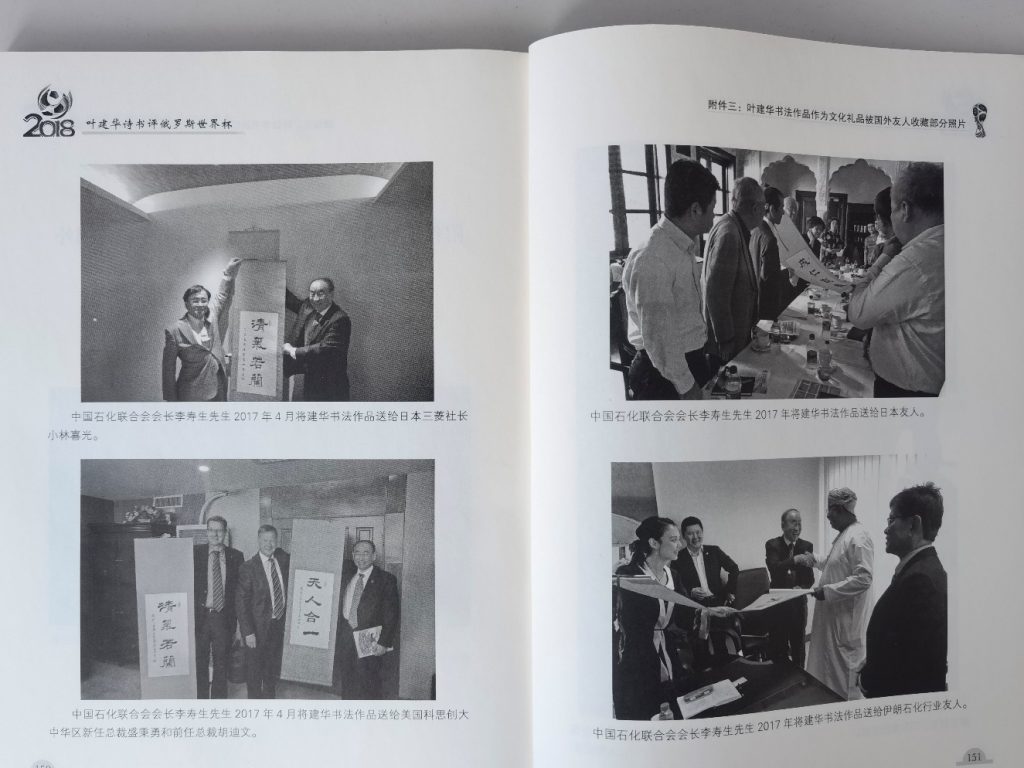 2018
叶建华诗书评俄罗斯世界杯
清气若兰
中国石化联合会会长李寿生先生 2017 年 4 月将建华书法作品送给日本三菱社长
小林喜光。
清气若兰
天人合一
中国石化联合会会长李寿生先生 2017 年 4 月将建华书法作品送给美国科思创大
中华区新任总裁盛秉勇和前任总裁胡迪文。
附件三：叶建华书法作品作为文化礼品被国外友人收藏部分照片
中国石化联合会会长李寿生先生 2017 年将建华书法作品送给日本友人。
中国石化联合会会长李寿生先生 2017 年将建华书法作品送给伊朗石化行业友人。
151